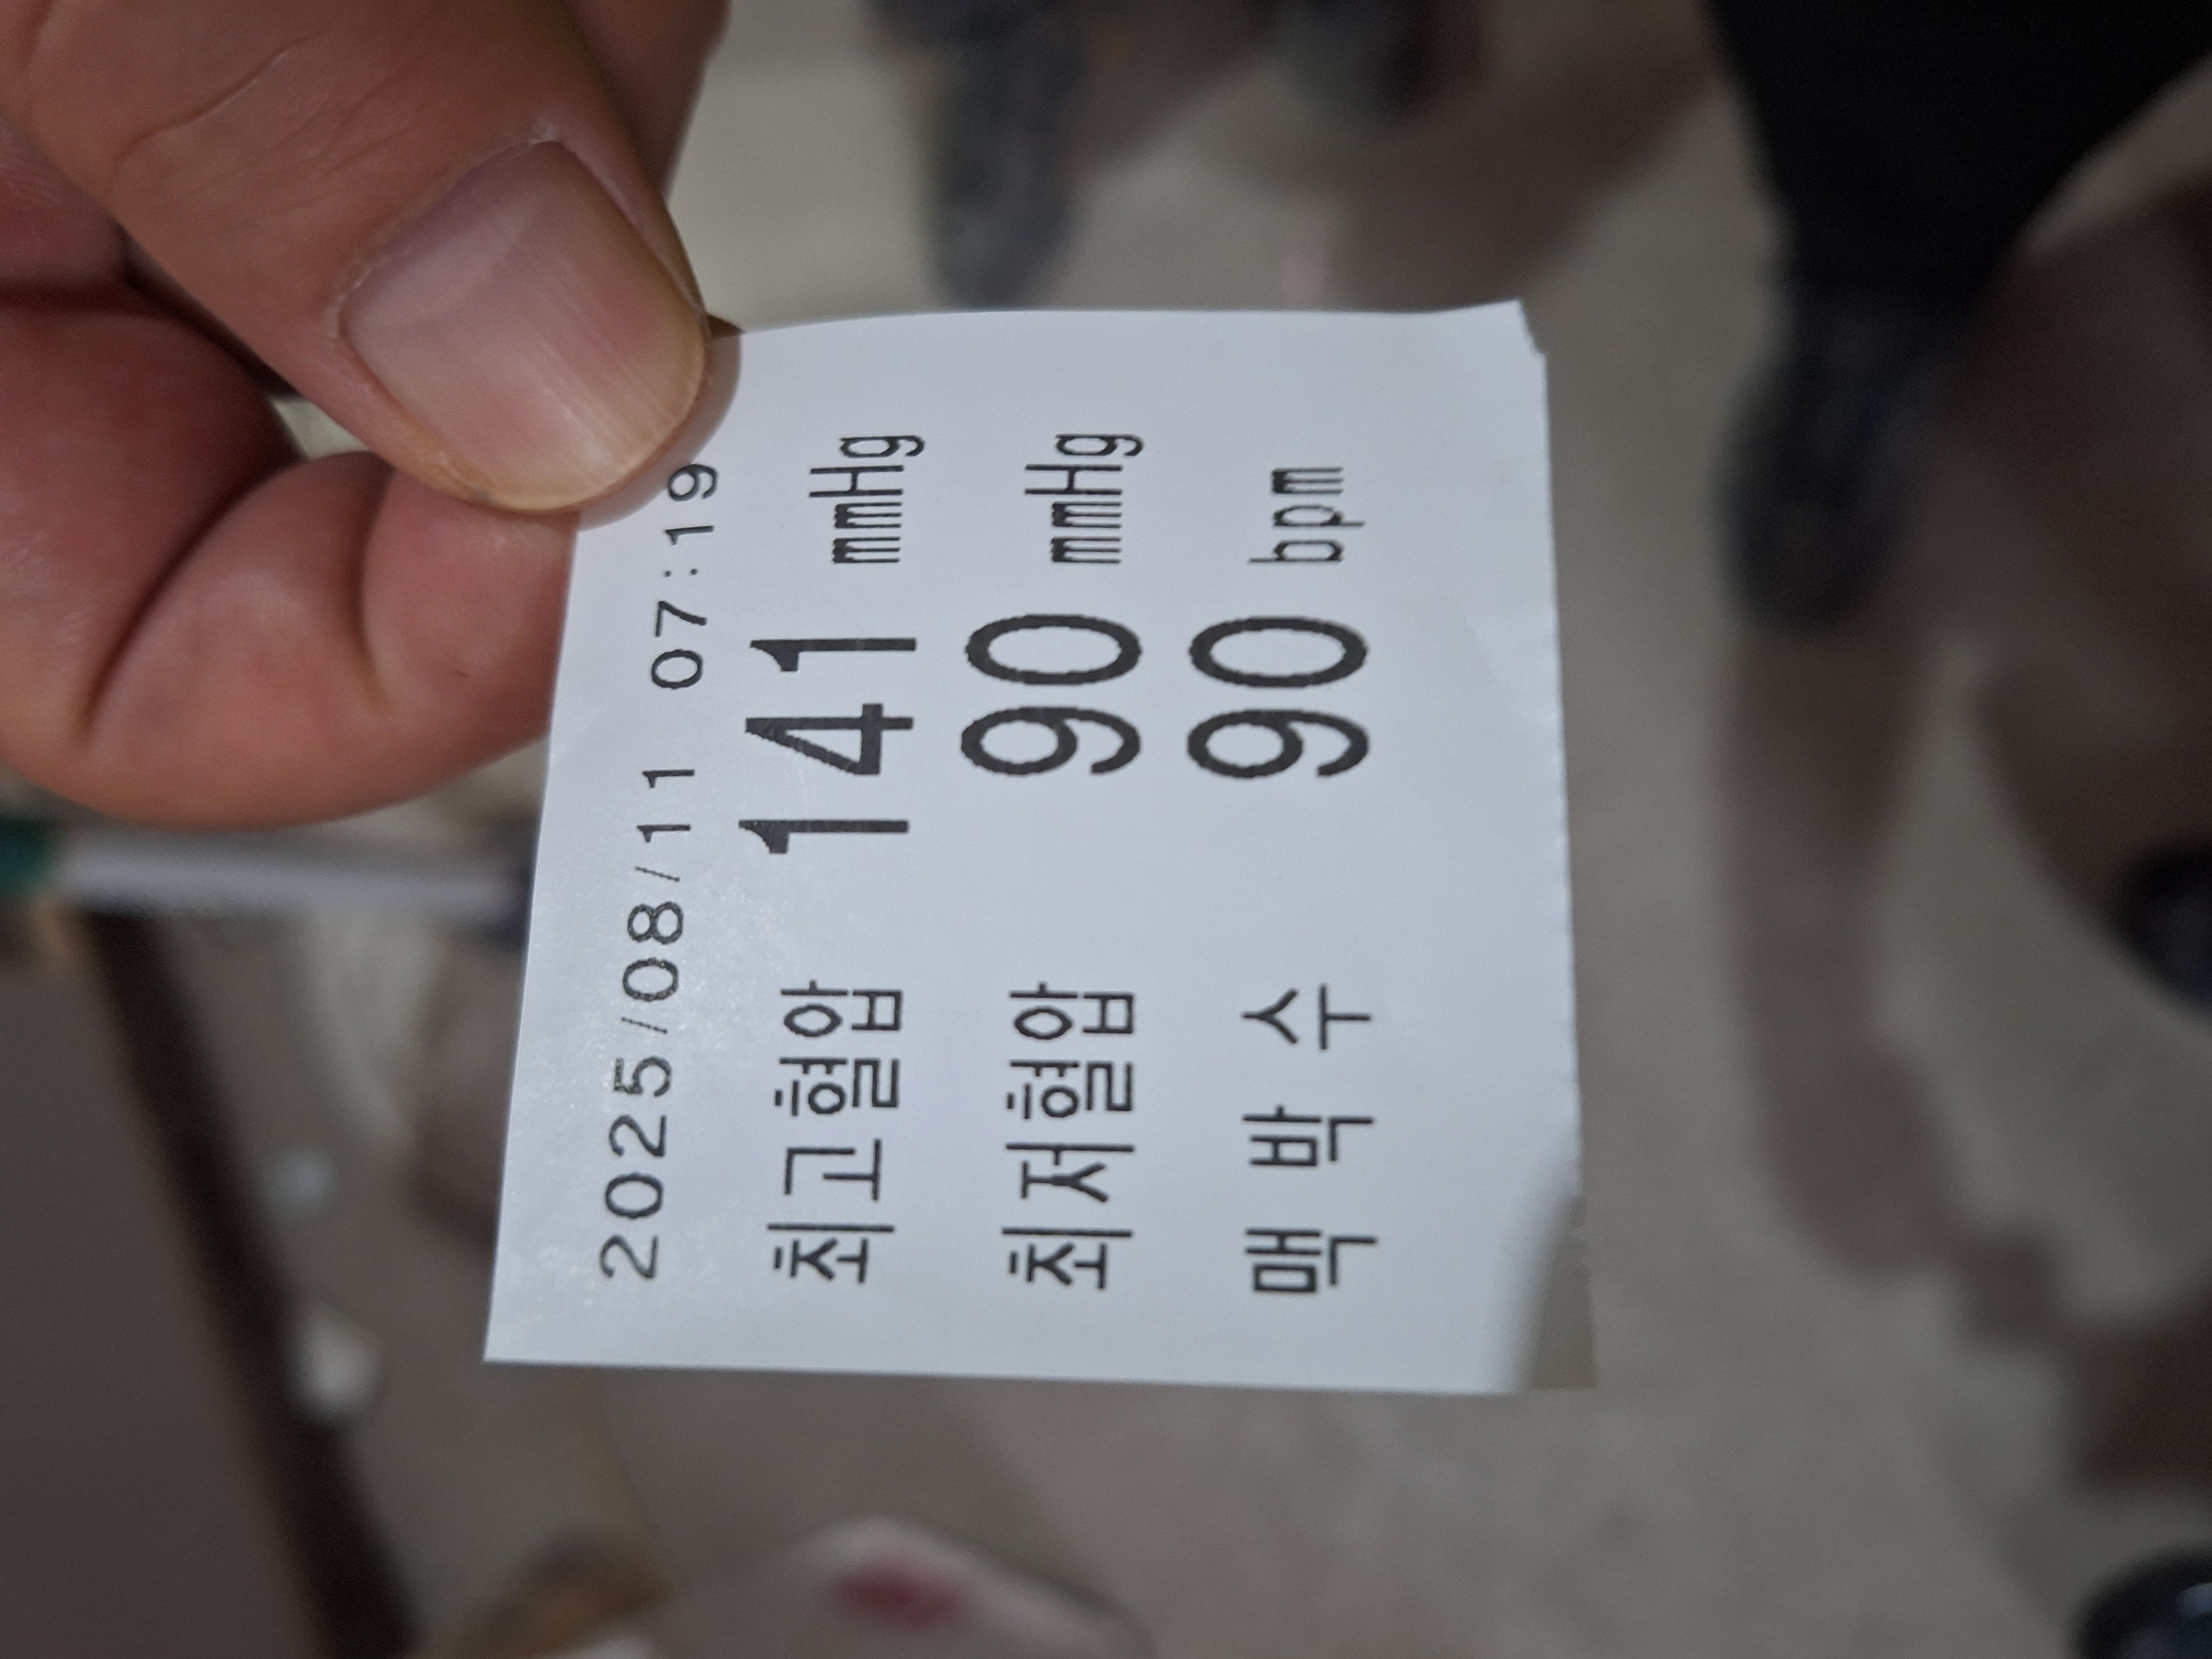 2025/08/11 07:19
최고혈압 141 mmHg
최저혈압 90 mmHg
맥 박 수 90 bpm